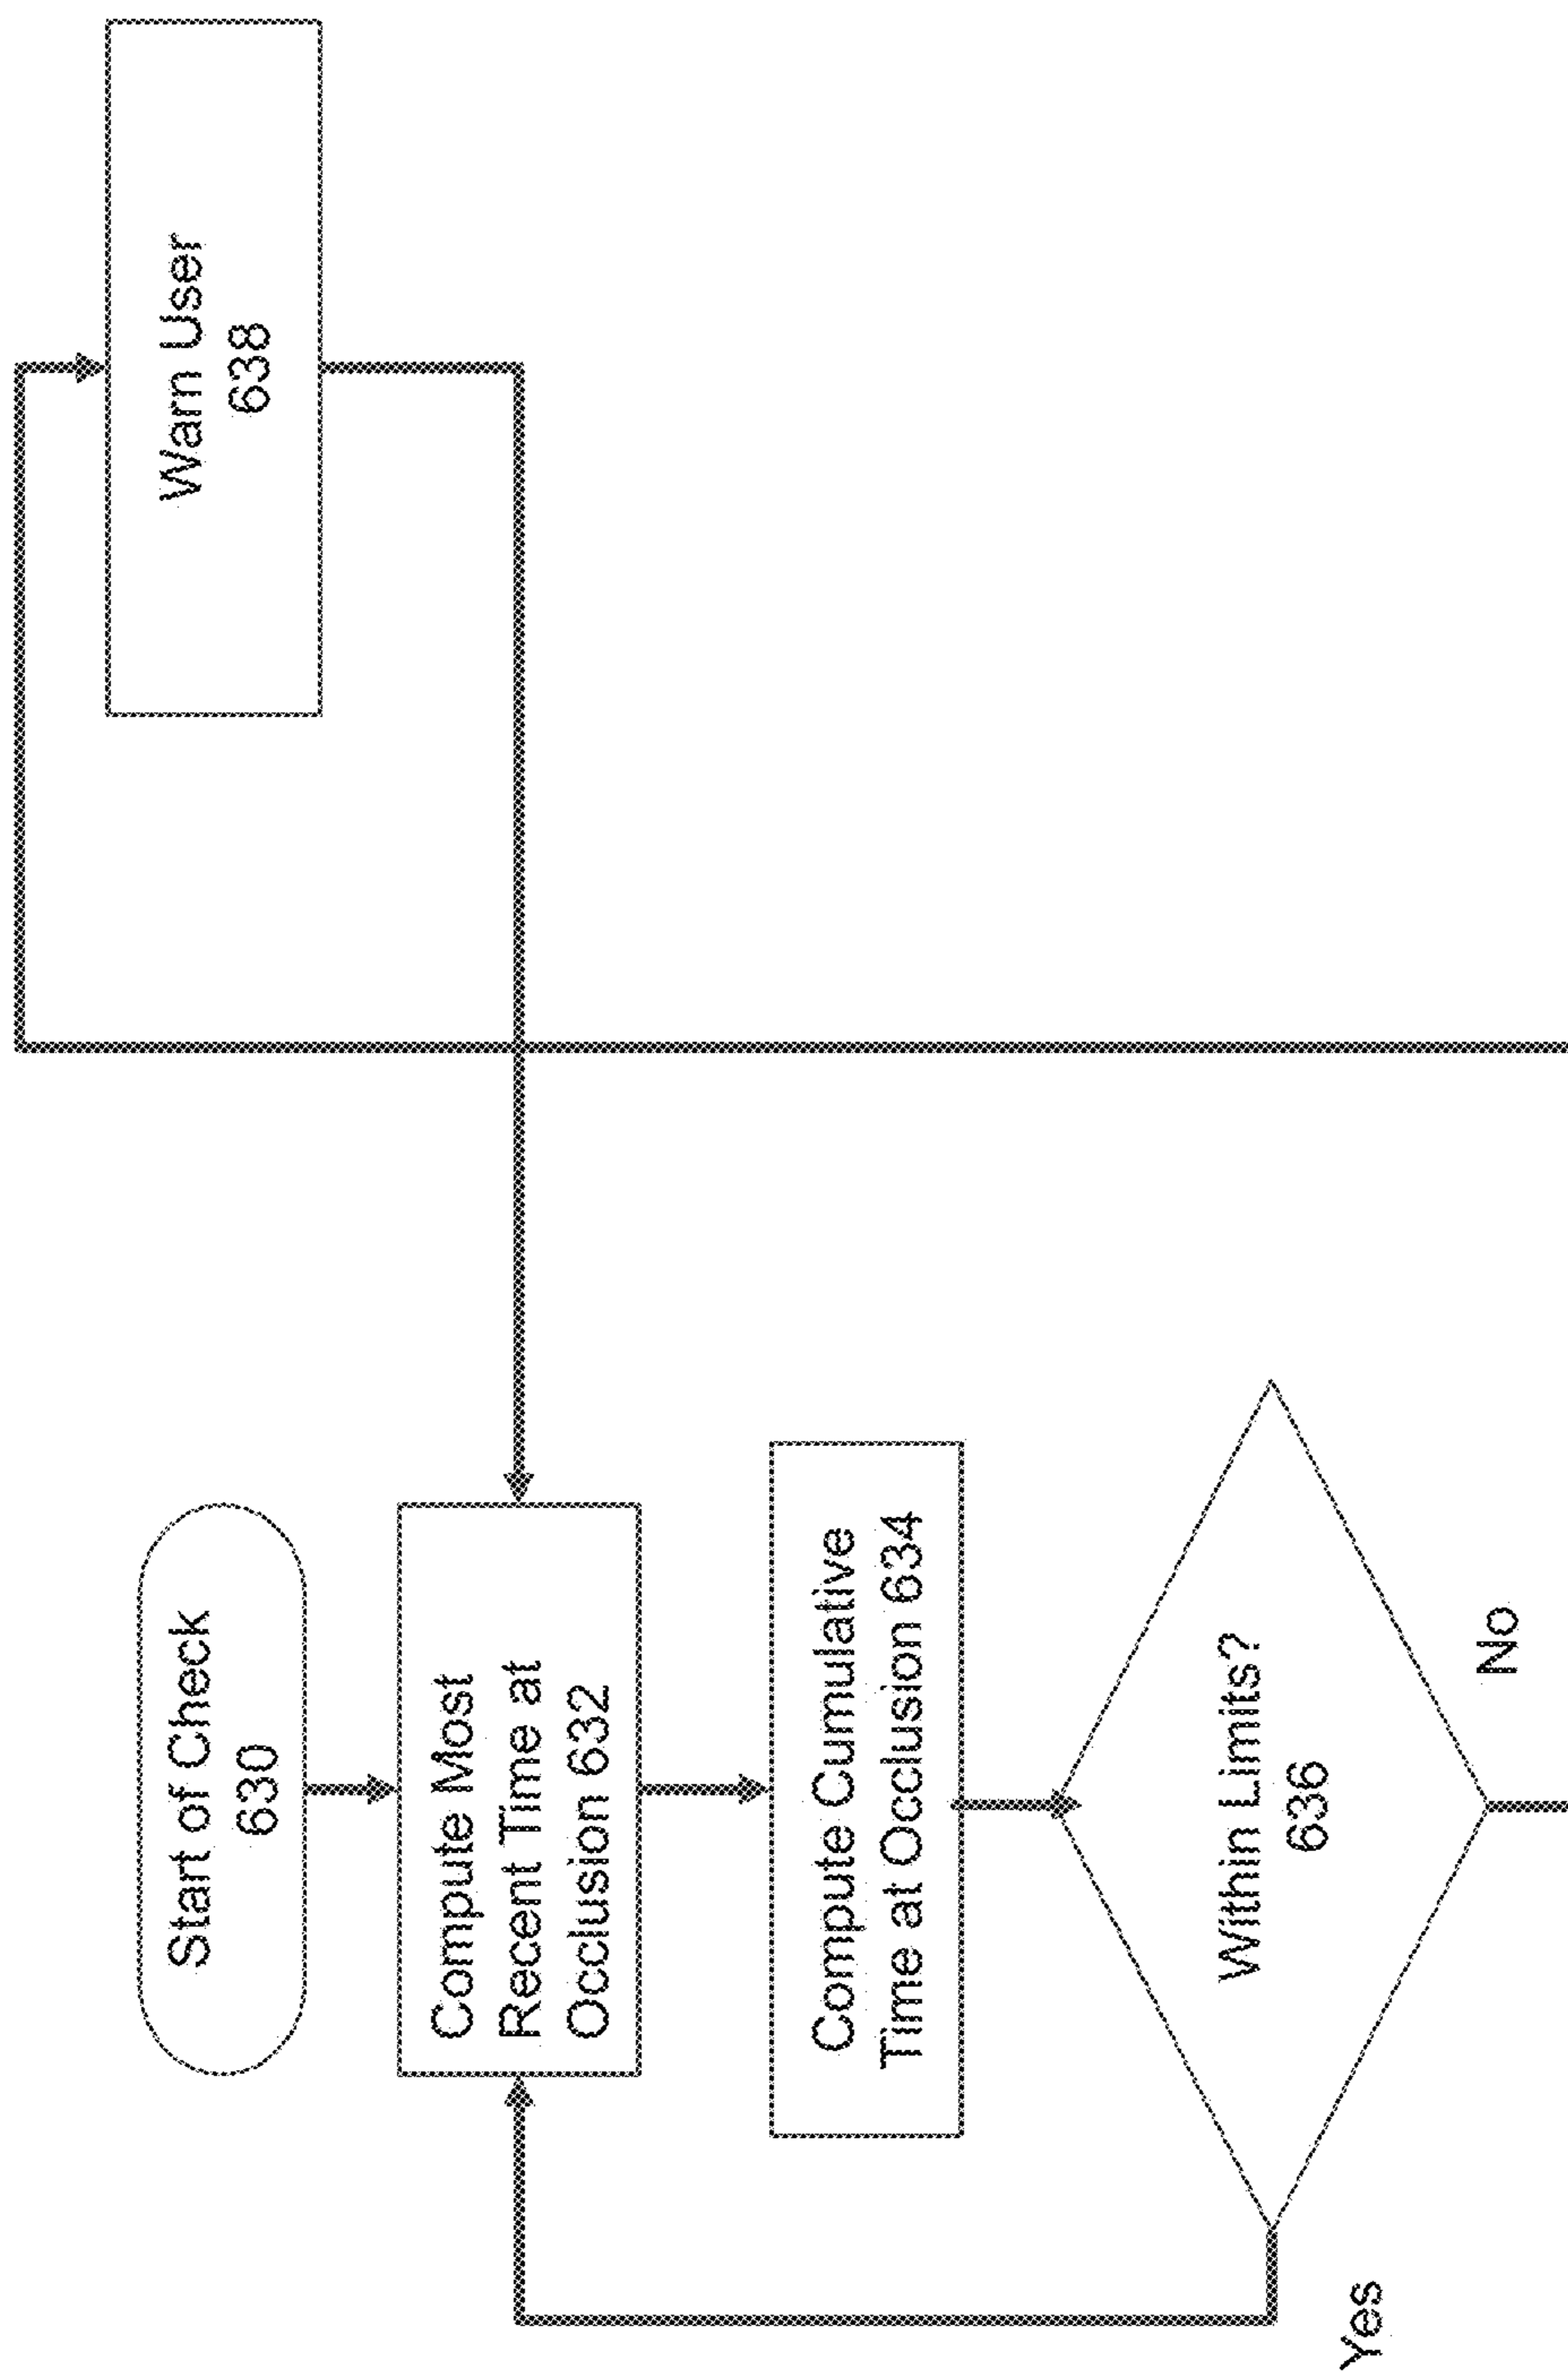 Start of Check
630
Compute Most
Recent Time at
Occlusion 632
Compute Cumulative
Time at Occlusion 634
Within Limits?
636
Yes
No
Warn User
638